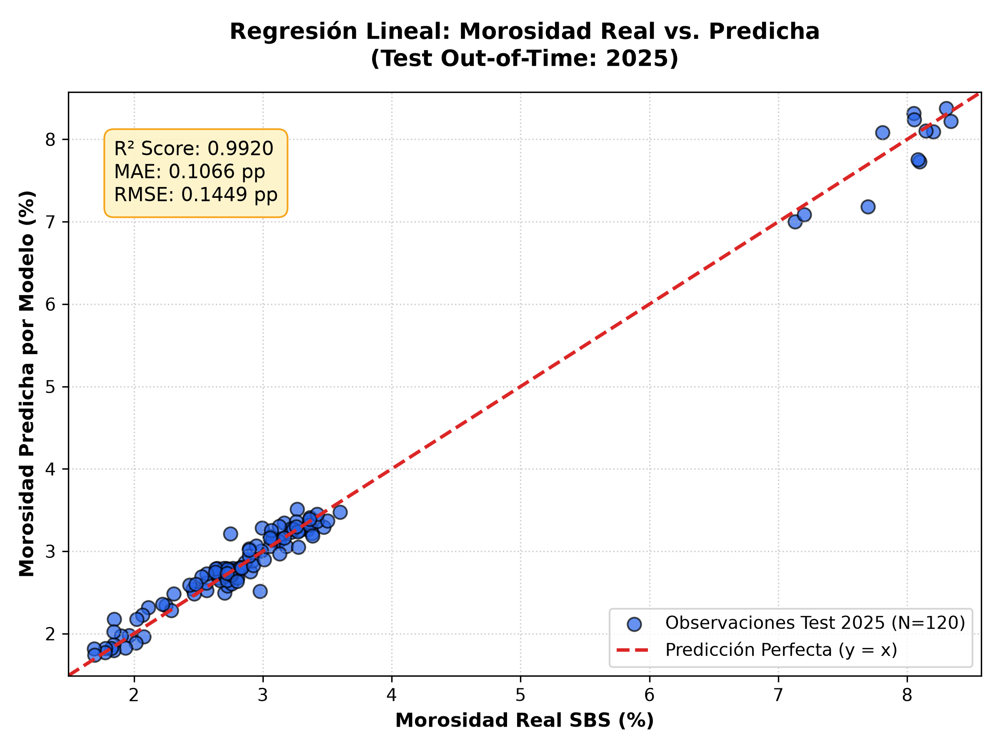 Regresión Lineal: Morosidad Real vs. Predicha
(Test Out-of-Time: 2025)
R² Score: 0.9920
MAE: 0.1066 pp
RMSE: 0.1449 pp
Morosidad Predicha por Modelo (%)
8
7
6
5
4
3
2
Observaciones Test 2025 (N=120)
Predicción Perfecta (y = x)
2 3 4 5 6 7 8
Morosidad Real SBS (%)